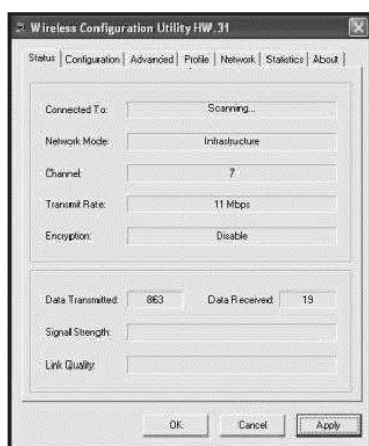 Wireless Configuration Utility HW.31
Status Configuration Advanced Profile Network Statistics About
Connected To: Scanning...
Network Mode: Infrastructure
Channel: 7
Transmit Rate: 11 Mbps
Encryption: Disable
Data Transmitted: 863 Data Received: 19
Signal Strength:
Link Quality:
OK Cancel Apply